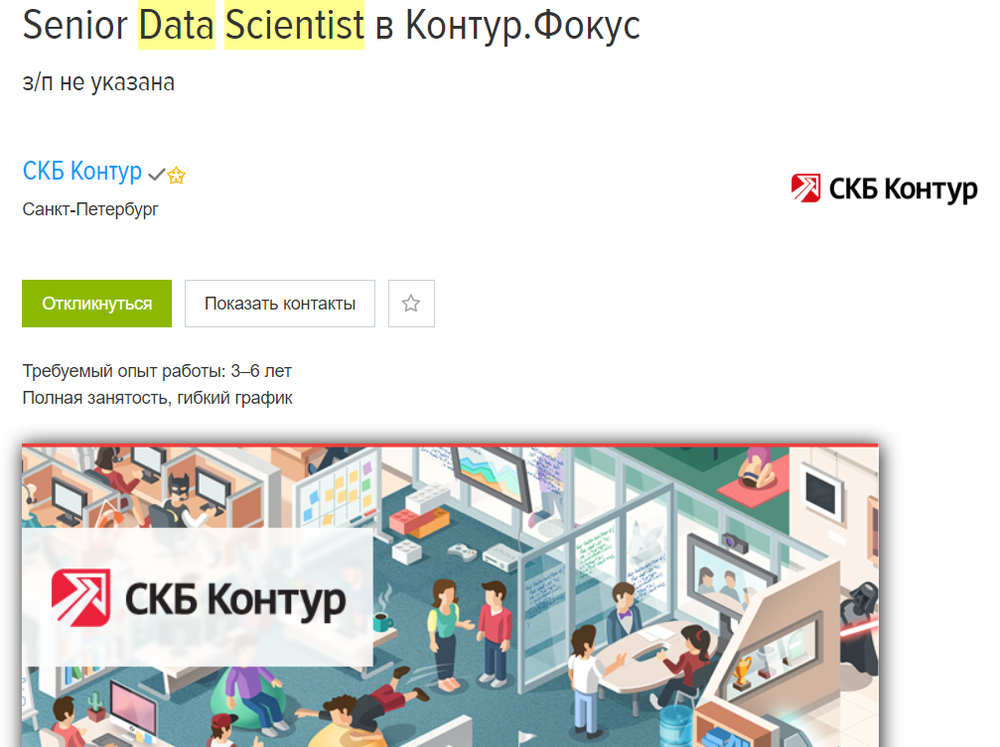 Senior Data Scientist в Контур.Фокус
з/п не указана
СКБ Контур
Санкт-Петербург
СКБ Контур
Откликнуться
Показать контакты
Требуемый опыт работы: 3–6 лет
Полная занятость, гибкий график
СКБ Контур